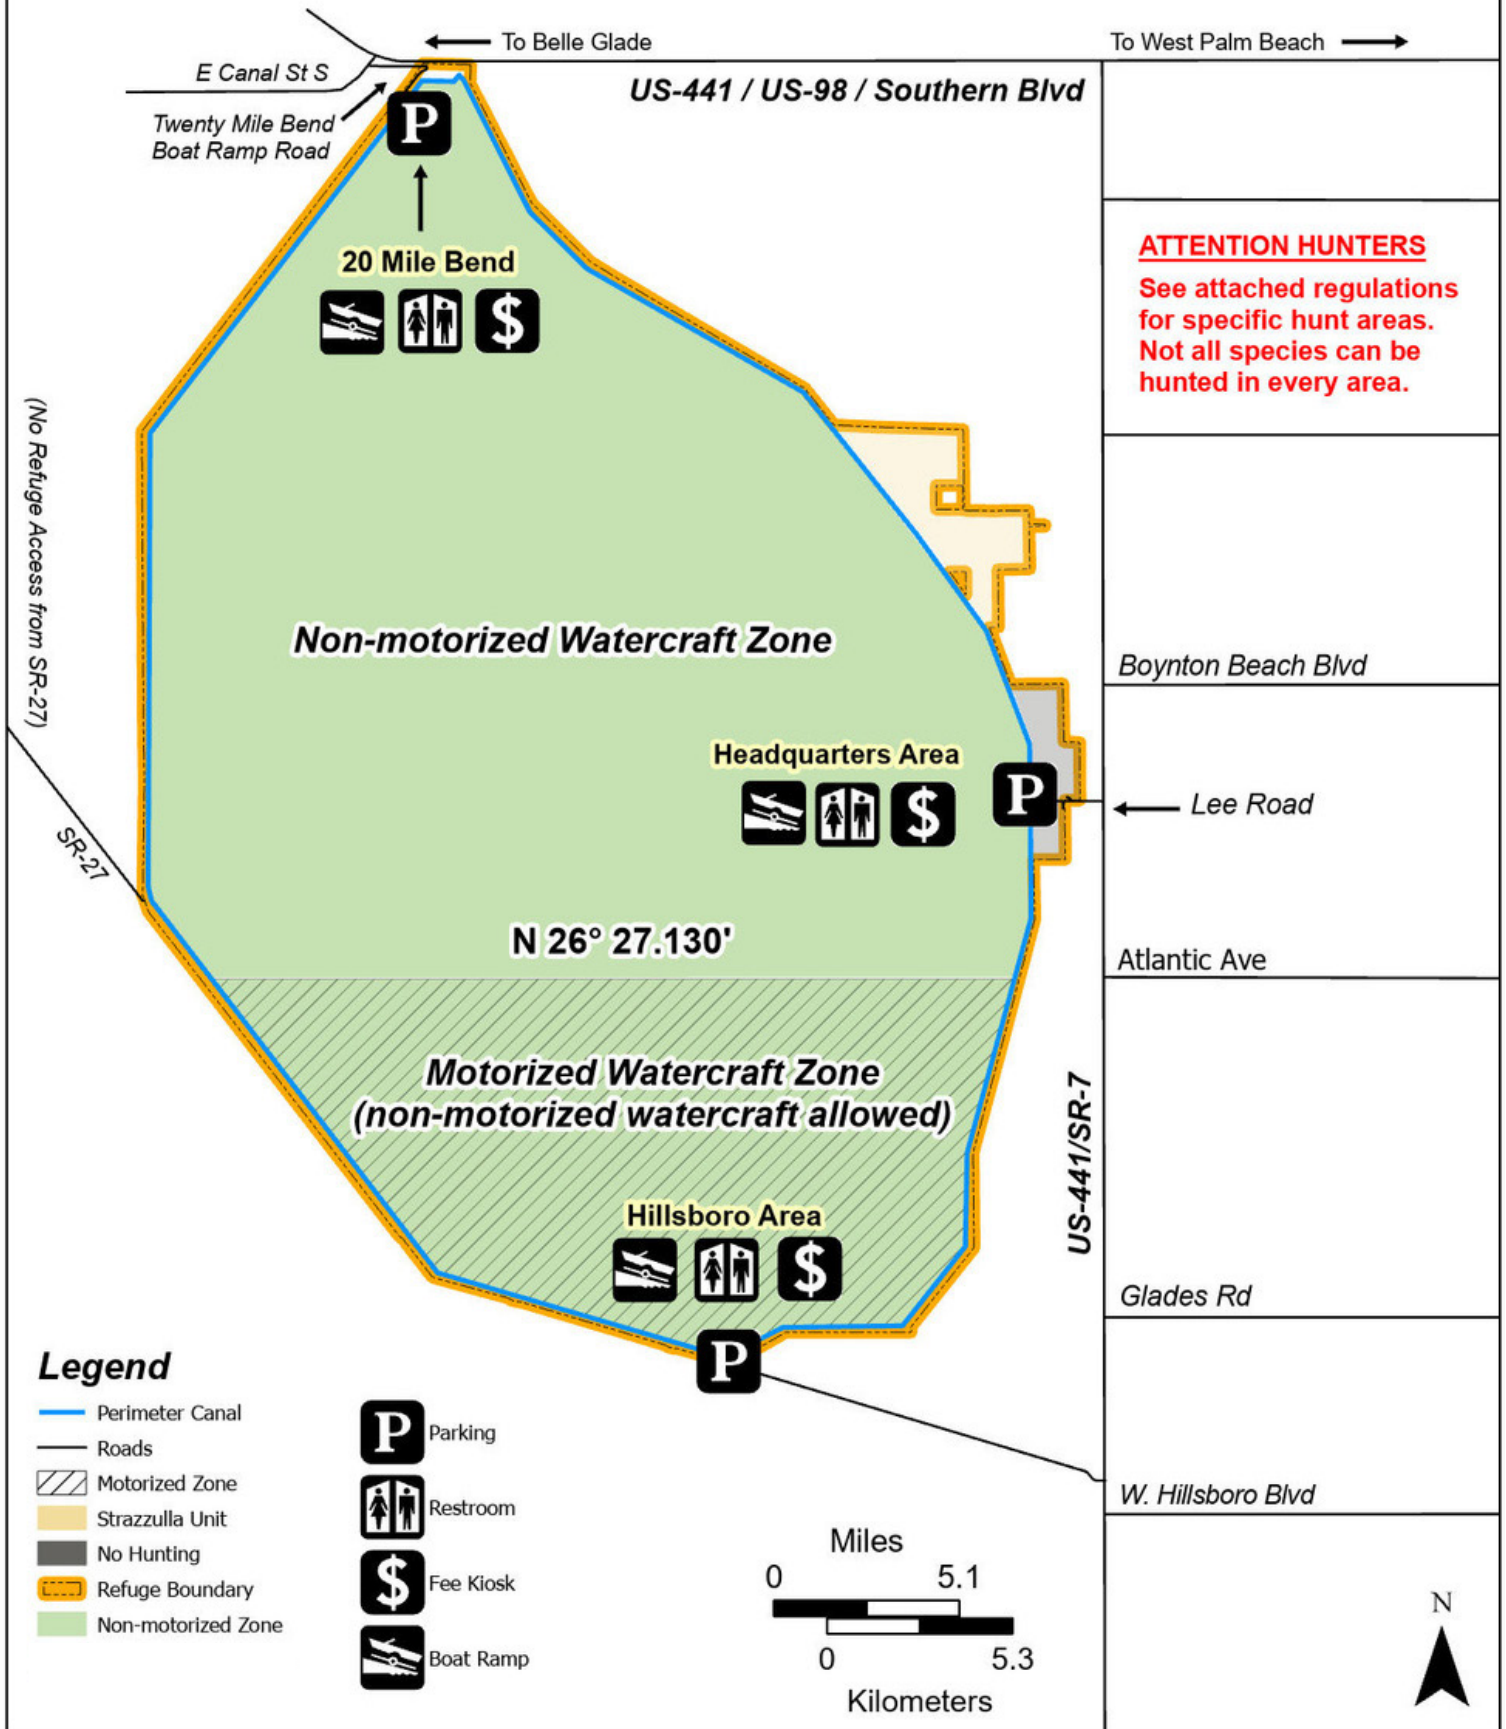 To Belle Glade
To West Palm Beach
E Canal St S
US-441 / US-98 / Southern Blvd
Twenty Mile Bend
Boat Ramp Road
P
20 Mile Bend
$
ATTENTION HUNTERS
See attached regulations
for specific hunt areas.
Not all species can be
hunted in every area.
(No Refuge Access from SR-27)
Non-motorized Watercraft Zone
Boynton Beach Blvd
Headquarters Area
$
P
Lee Road
SR-27
N 26° 27.130'
Atlantic Ave
Motorized Watercraft Zone
(non-motorized watercraft allowed)
US-441/SR-7
Hillsboro Area
$
Glades Rd
P
W. Hillsboro Blvd
Legend
Perimeter Canal
Roads
Motorized Zone
Strazzulla Unit
No Hunting
Refuge Boundary
Non-motorized Zone
P Parking
Restroom
$ Fee Kiosk
Boat Ramp
Miles
0 5.1
0 5.3
Kilometers
N